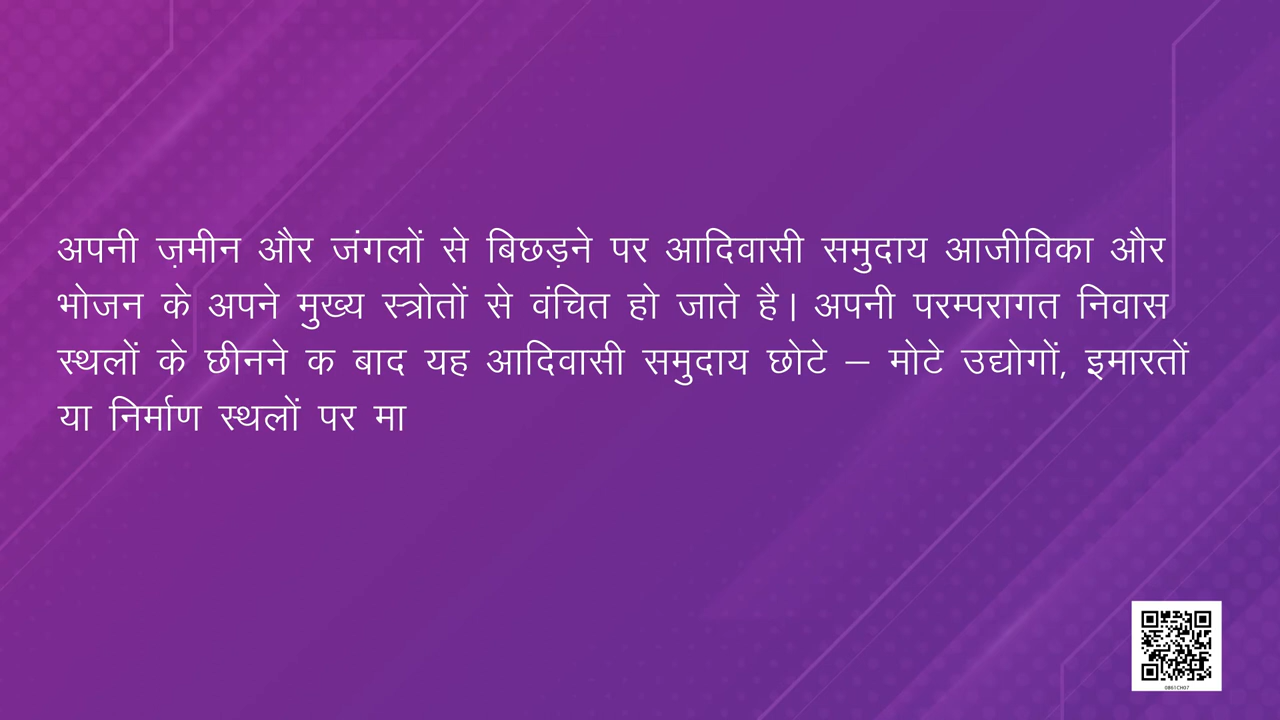 अपनी ज़मीन और जंगलों से बिछड़ने पर आदिवासी समुदाय आजीविका और
भोजन के अपने मुख्य स्त्रोतों से वंचित हो जाते है। अपनी परम्परागत निवास
स्थलों के छीनने क बाद यह आदिवासी समुदाय छोटे – मोटे उद्योगों, इमारतों
या निर्माण स्थलों पर मा
0861CH07